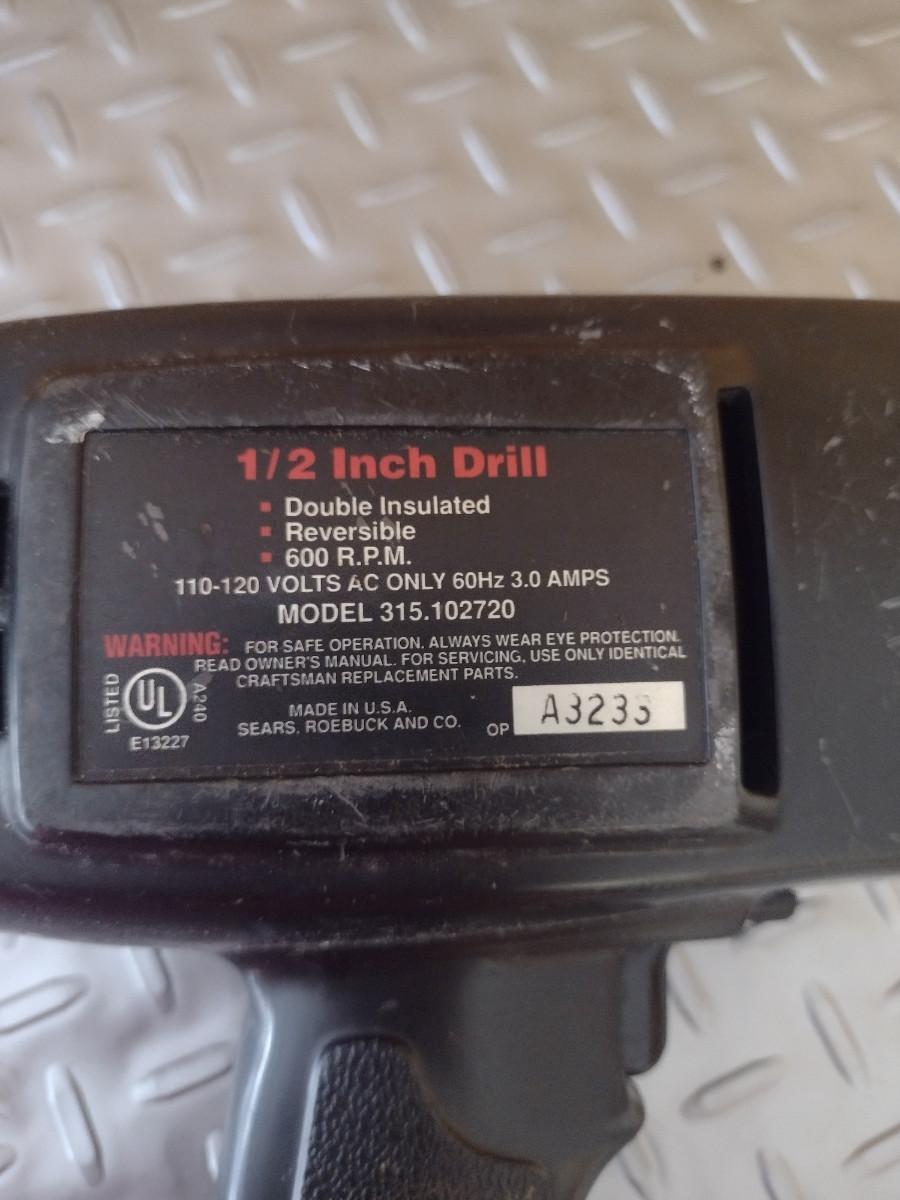 1/2 Inch Drill
▪ Double Insulated
▪ Reversible
▪ 600 R.P.M.
110-120 VOLTS AC ONLY 60Hz 3.0 AMPS
MODEL 315.102720
WARNING: FOR SAFE OPERATION, ALWAYS WEAR EYE PROTECTION.
READ OWNER'S MANUAL. FOR SERVICING, USE ONLY IDENTICAL
CRAFTSMAN REPLACEMENT PARTS.
LISTED
UL
A240
E13227
MADE IN U.S.A.
SEARS, ROEBUCK AND CO.
OP